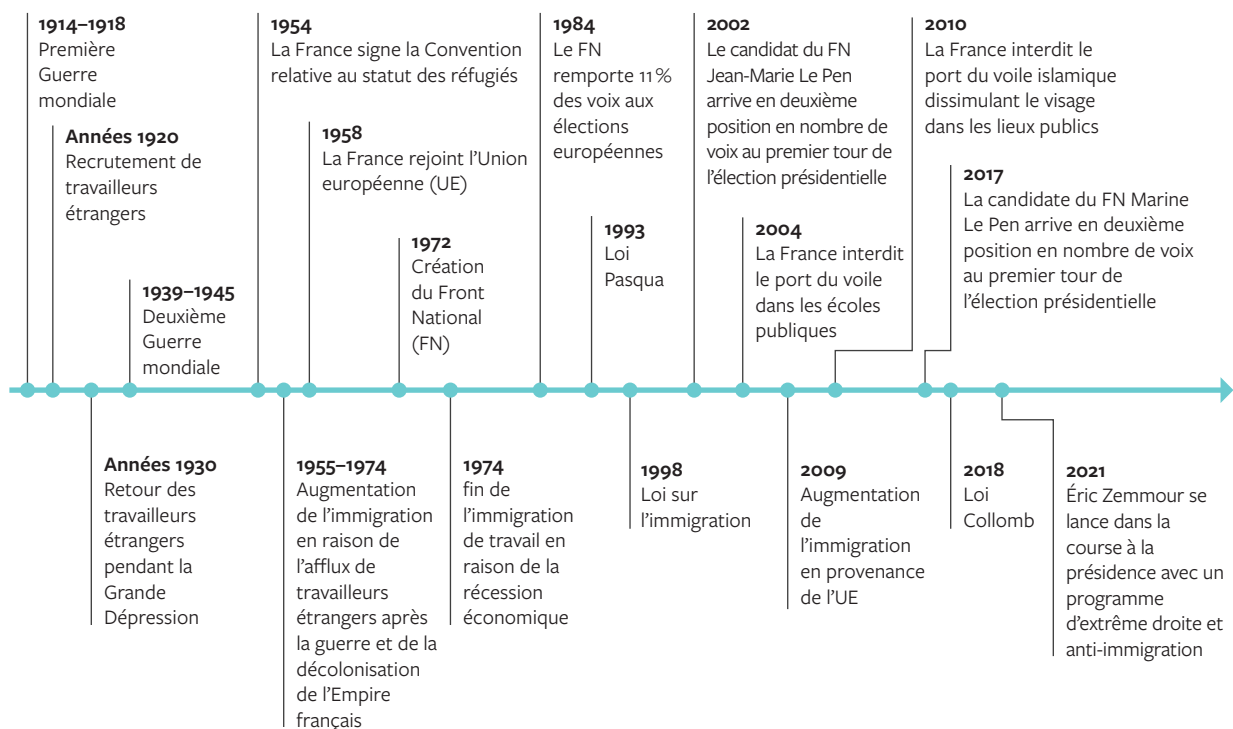 1914–1918
Première
Guerre
mondiale
Années 1920
Recrutement de
travailleurs
étrangers
1939–1945
Deuxième
Guerre
mondiale
1954
La France signe la Convention
relative au statut des réfugiés
1958
La France rejoint l’Union
européenne (UE)
1972
Création
du Front
National
(FN)
1984
Le FN
remporte 11 %
des voix aux
élections
européennes
1993
Loi
Pasqua
2002
Le candidat du FN
Jean-Marie Le Pen
arrive en deuxième
position en nombre de
voix au premier tour de
l’élection présidentielle
2004
La France interdit
le port du voile
dans les écoles
publiques
2010
La France interdit le
port du voile islamique
dissimulant le visage
dans les lieux publics
2017
La candidate du FN Marine
Le Pen arrive en deuxième
position en nombre de voix
au premier tour de
l’élection présidentielle
Années 1930
Retour des
travailleurs
étrangers
pendant la
Grande
Dépression
1955–1974
Augmentation
de l’immigration
en raison de
l’afflux de
travailleurs
étrangers après
la guerre et de la
décolonisation
de l’Empire
français
1974
fin de
l’immigration
de travail en
raison de la
récession
économique
1998
Loi sur
l’immigration
2009
Augmentation
de
l’immigration
en provenance
de l’UE
2018
Loi
Collomb
2021
Éric Zemmour se
lance dans la
course à la
présidence avec un
programme
d’extrême droite et
anti-immigration